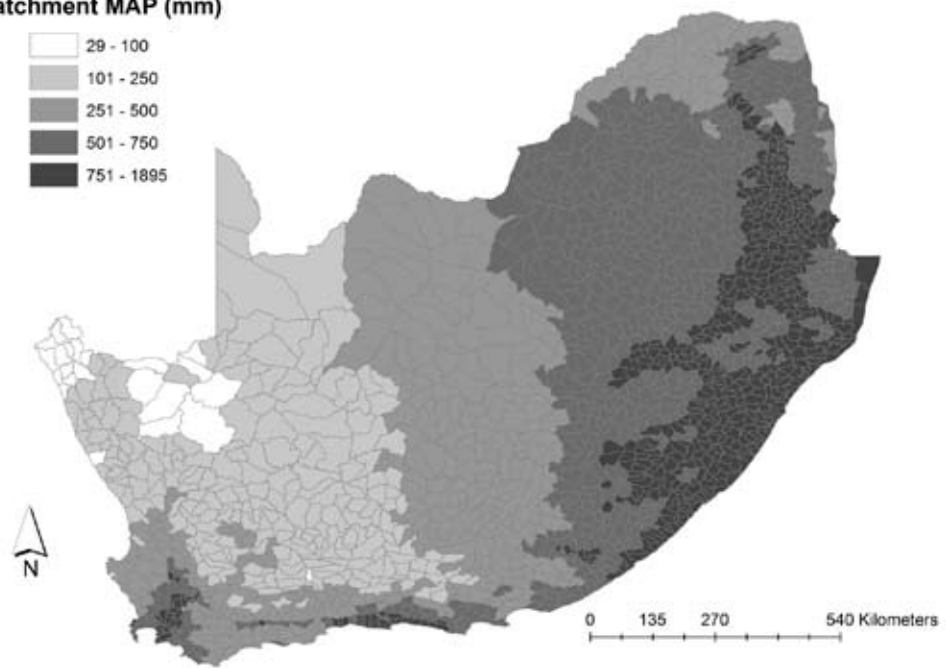 atchment MAP (mm)
29 - 100
101 - 250
251 - 500
501 - 750
751 - 1895
N
0 135 270 540 Kilometers